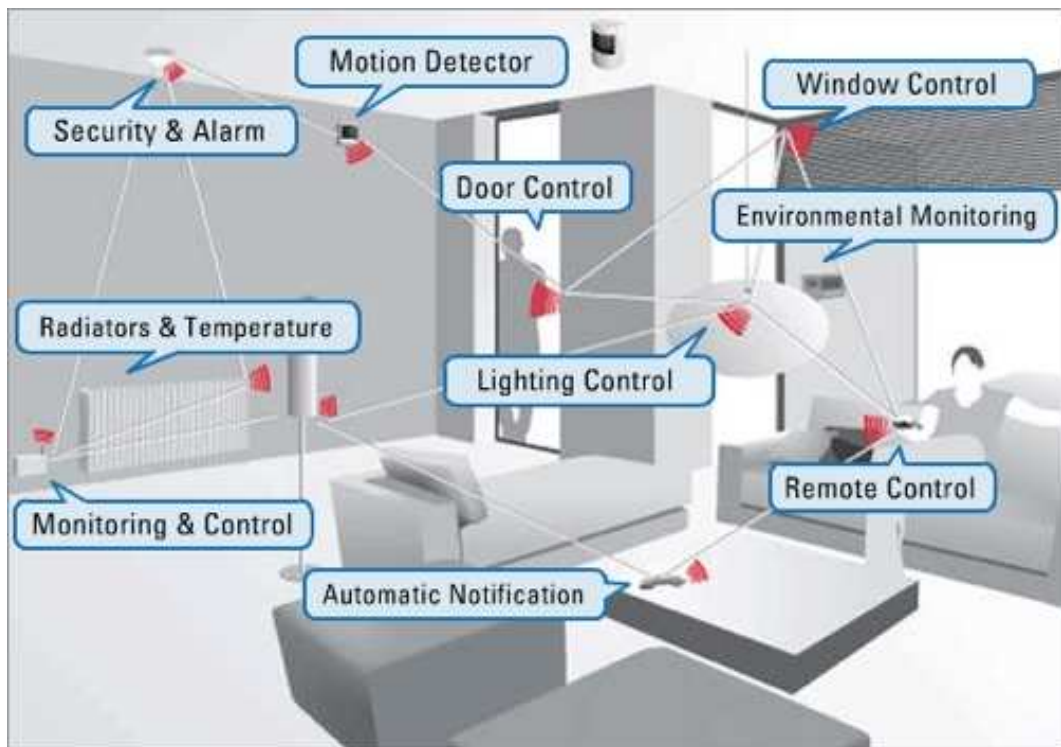 Motion Detector
Window Control
Security & Alarm
Door Control
Environmental Monitoring
Radiators & Temperature
Lighting Control
Remote Control
Monitoring & Control
Automatic Notification